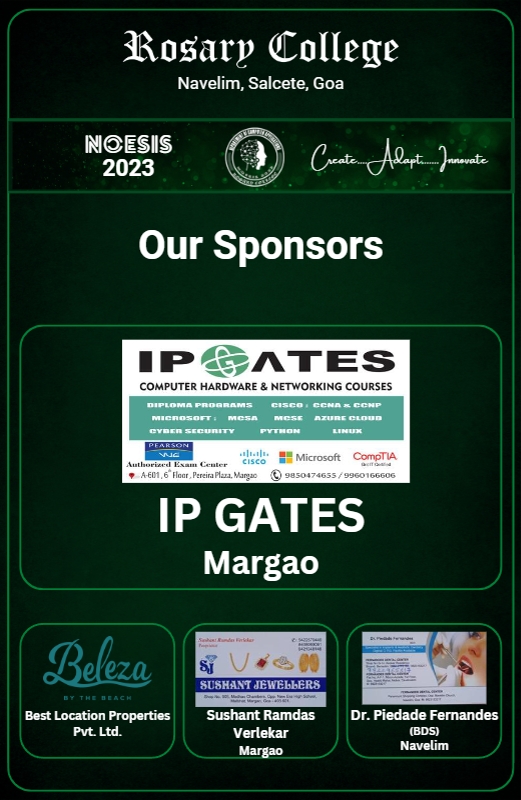 Rosary College
Navelim, Salcete, Goa
NOESIS
2023
Create.....Adapt......Innovate
Our Sponsors
IP GATES
COMPUTER HARDWARE & NETWORKING COURSES
DIPLOMA PROGRAMS CISCO : CCNA & CCNP
MICROSOFT : MCSA MCSE AZURE CLOUD
CYBER SECURITY PYTHON LINUX
PEARSON
VUE
Authorized Exam Center
CISCO
Microsoft
CompTIA
A-601, 6th Floor, Pereira Plaza, Margao
9850474655 / 9960166606
IP GATES
Margao
Beleza
BY THE BEACH
Best Location Properties
Pvt. Ltd.
Sushant Ramdas Verlekar
SJ
SUSHANT JEWELLERS
Sushant Ramdas
Verlekar
Margao
Dr. Piedade Fernandes
FERNANDES DENTAL CENTER
Dr. Piedade Fernandes
(BDS)
Navelim